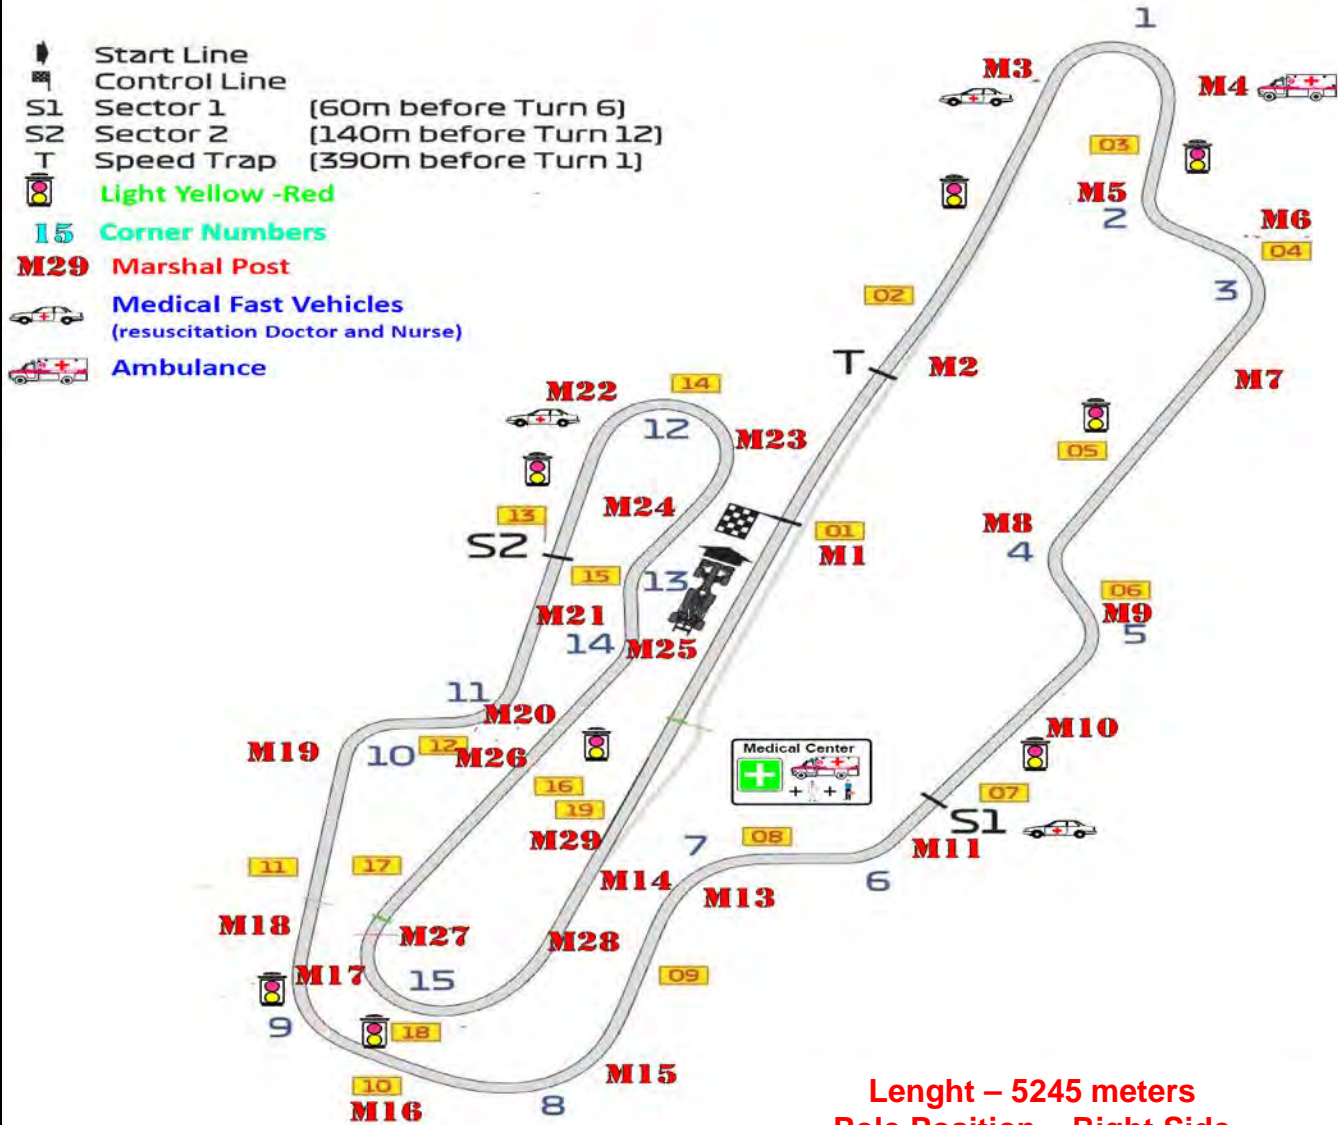 Start Line
Control Line
S1 Sector 1 (60m before Turn 6)
S2 Sector 2 (140m before Turn 12)
T Speed Trap (390m before Turn 1)
Light Yellow -Red
15 Corner Numbers
M29 Marshal Post
Medical Fast Vehicles
(resuscitation Doctor and Nurse)
Ambulance
1
M3
M4
03
M5
2
M6
04
3
02
T
M2
M7
M22
14
12
M23
05
M24
13
S2
01
M1
M8
4
15
13
06
M9
5
M21
14
M25
11
M20
M19
10
12
M26
Medical Center
M10
16
19
07
S1
M29
7
08
M11
11
17
M14
M13
6
M18
M27
M28
M17
15
09
9
18
M15
10
M16
8
Lenght – 5245 meters
Pole Position – Right Side